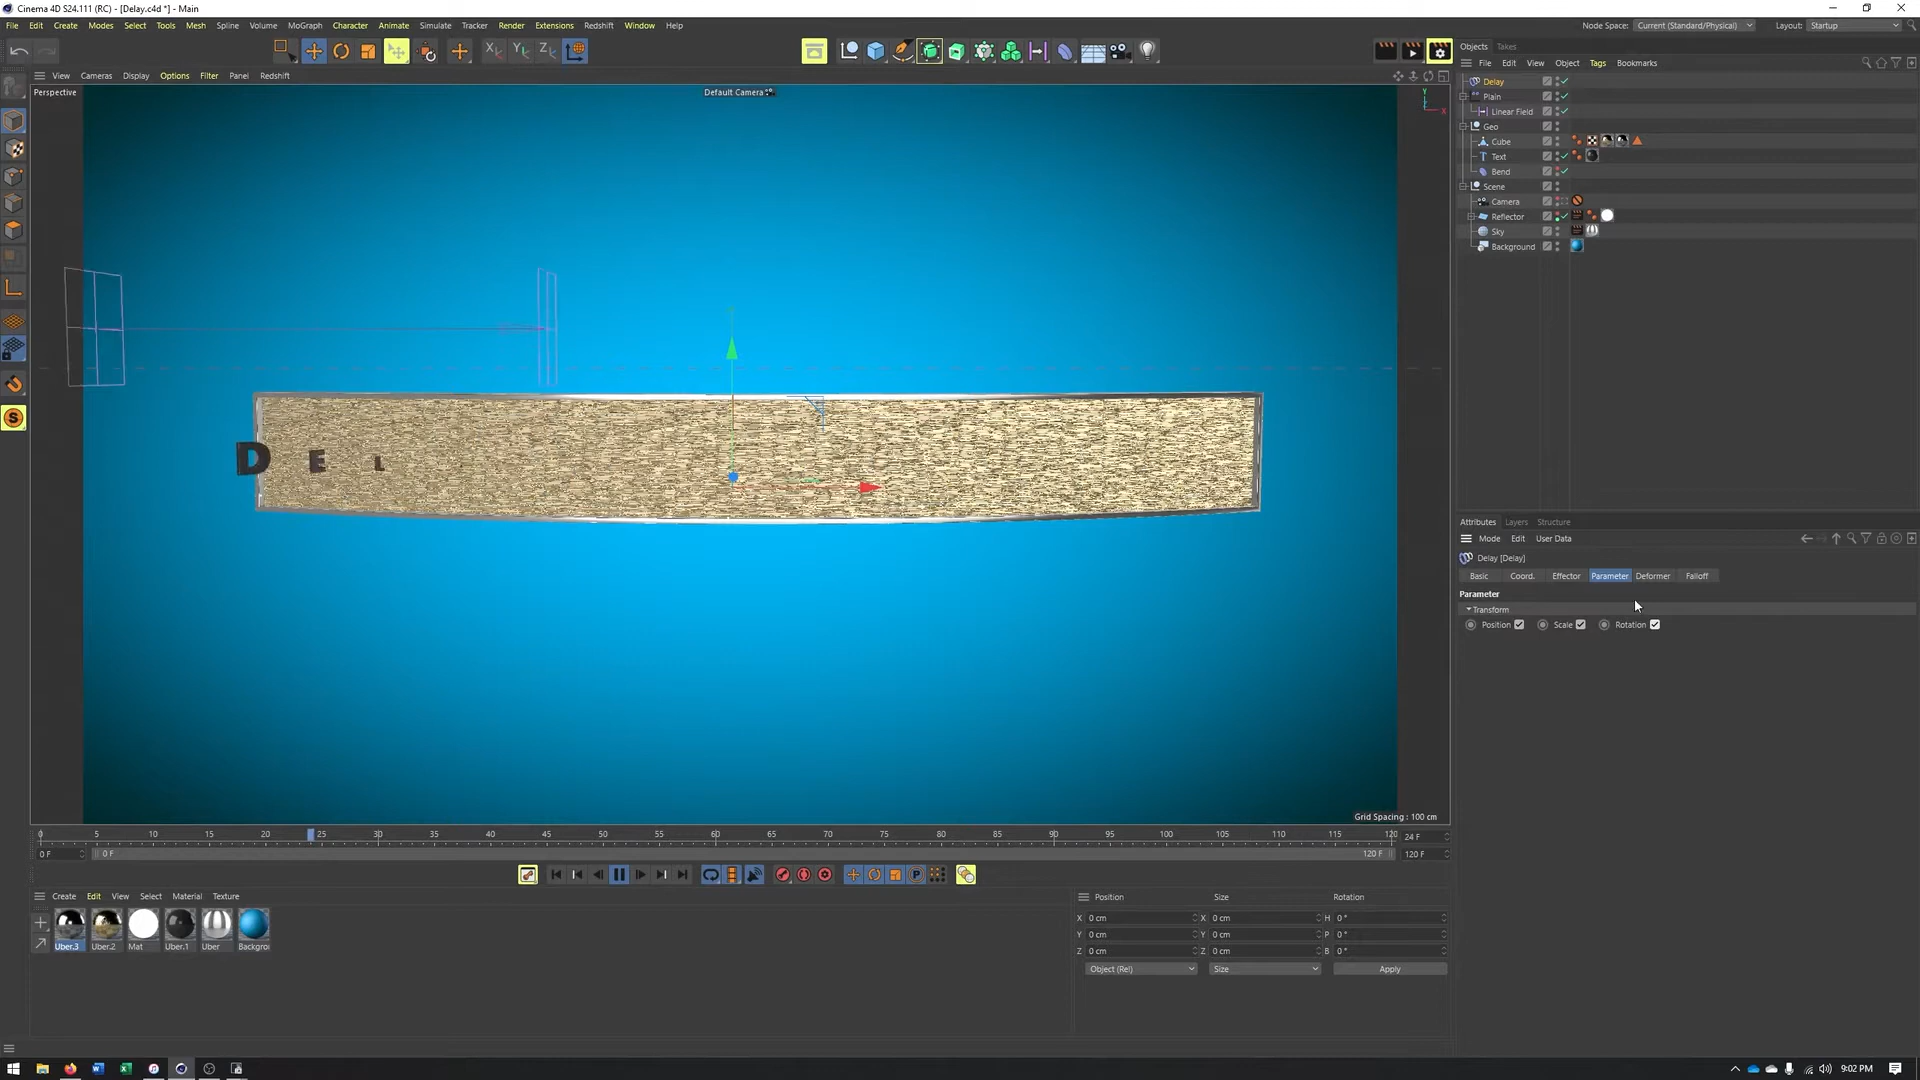 Cinema 4D S24.111 (RC) - [Delay.c4d *] - Main
File Edit Create Modes Select Tools Mesh Spline Volume MoGraph Character Animate Simulate Tracker Render Extensions Redshift Window Help
Node Space: Current (Standard/Physical) Layout: Startup
Objects Takes
View Cameras Display Options Filter Panel Redshift
File Edit View Object Tags Bookmarks
Perspective
Default Camera
Y
X
Delay
Plain
Linear Field
Geo
Cube
Text
Bend
Scene
Camera
Reflector
Sky
Background
D E L
Attributes Layers Structure
Mode Edit User Data
Delay [Delay]
Basic Coord. Effector Parameter Deformer Falloff
Parameter
Transform
Position Scale Rotation
Grid Spacing : 100 cm
0 5 10 15 20 25 30 35 40 45 50 55 60 65 70 75 80 85 90 95 100 105 110 115 120 24 F
0 F 0 F 120 F 120 F
Create Edit View Select Material Texture
Uber.3 Uber.2 Mat Uber.1 Uber Backgro
Position Size Rotation
X 0 cm X 0 cm H 0 °
Y 0 cm Y 0 cm P 0 °
Z 0 cm Z 0 cm B 0 °
Object (Rel) Size Apply
9:02 PM